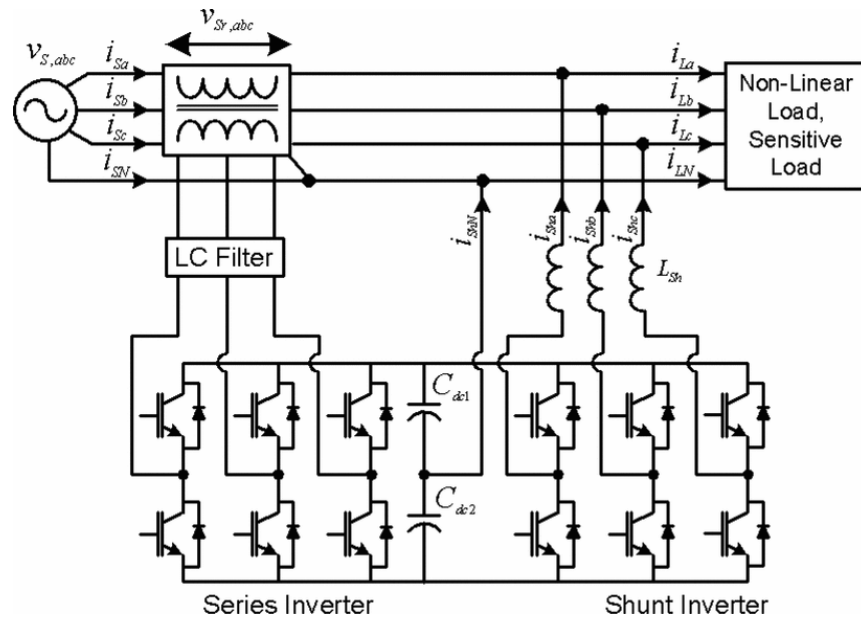 v_Sr,abc
v_S,abc
i_Sa
i_Sb
i_Sc
i_SN
i_La
i_Lb
i_Lc
i_LN
Non-Linear
Load,
Sensitive
Load
LC Filter
i_ShN
i_Sha
i_Shb
i_Shc
L_Sh
C_dc1
C_dc2
Series Inverter
Shunt Inverter